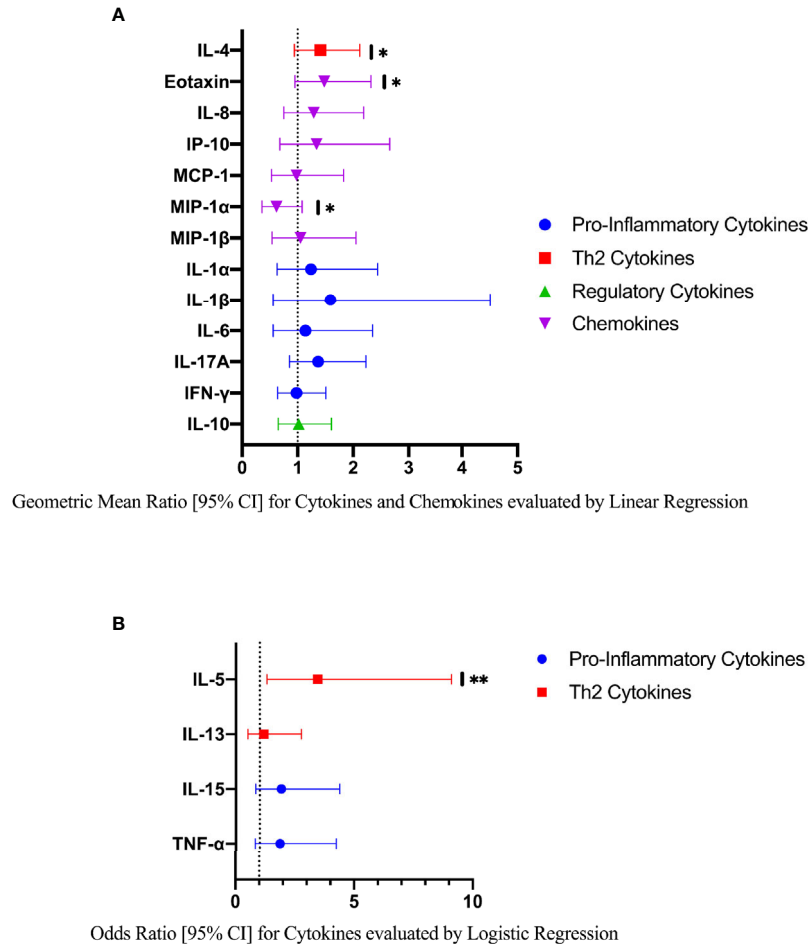 A
IL-4
*
Eotaxin
*
IL-8
IP-10
MCP-1
MIP-1α
*
MIP-1β
IL-1α
IL-1β
IL-6
IL-17A
IFN-γ
IL-10
0 1 2 3 4 5
Pro-Inflammatory Cytokines
Th2 Cytokines
Regulatory Cytokines
Chemokines
Geometric Mean Ratio [95% CI] for Cytokines and Chemokines evaluated by Linear Regression
B
IL-5
**
IL-13
IL-15
TNF-α
0 5 10
Pro-Inflammatory Cytokines
Th2 Cytokines
Odds Ratio [95% CI] for Cytokines evaluated by Logistic Regression